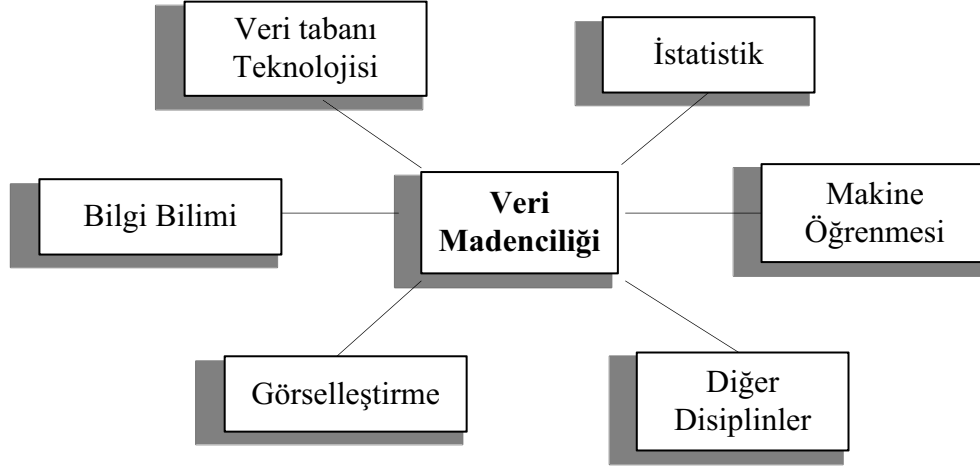 Veri tabanı
Teknolojisi
İstatistik
Bilgi Bilimi
Veri
Madenciliği
Makine
Öğrenmesi
Görselleştirme
Diğer
Disiplinler